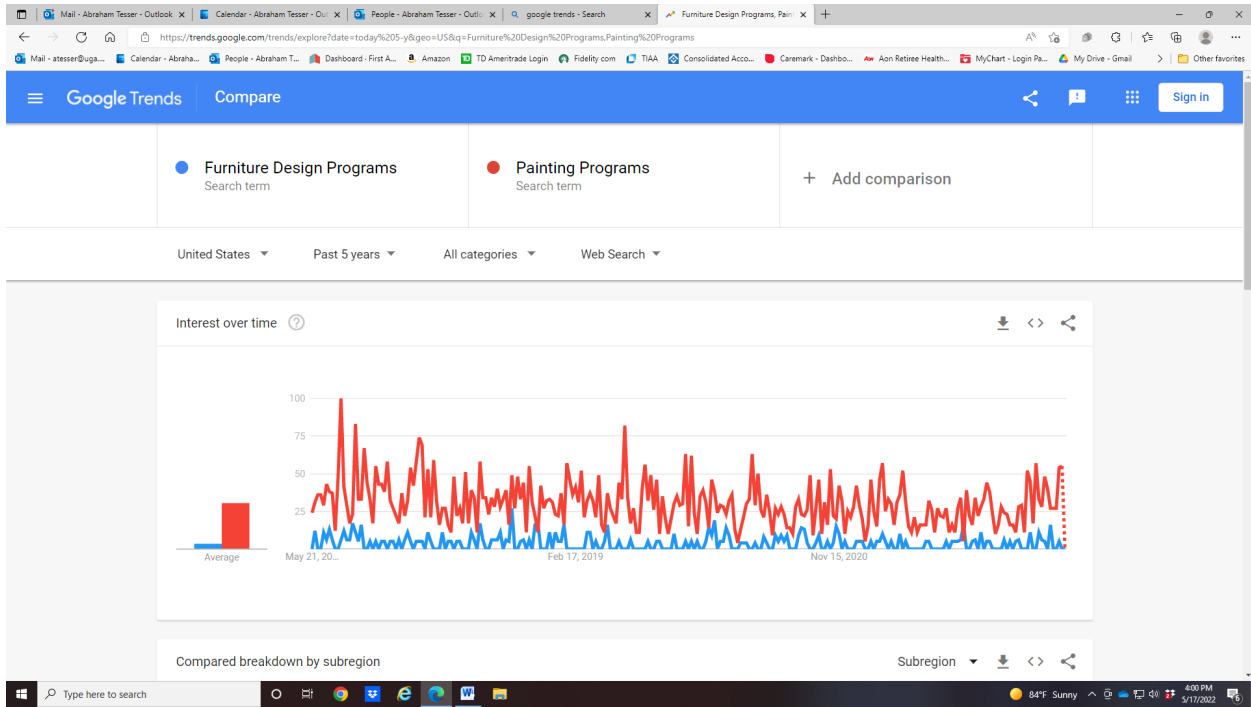 Mail - Abraham Tesser - Outlook
Calendar - Abraham Tesser - Out
People - Abraham Tesser - Outlo
google trends - Search
Furniture Design Programs, Pain
https://trends.google.com/trends/explore?date=today%205-y&geo=US&q=Furniture%20Design%20Programs,Painting%20Programs
Mail - atesser@uga....
Calendar - Abraha...
People - Abraham T...
Dashboard - First A...
Amazon
TD Ameritrade Login
Fidelity com
TIAA
Consolidated Acco...
Caremark - Dashbo...
Aon Retiree Health...
MyChart - Login Pa...
My Drive - Gmail
Other favorites
Google Trends
Compare
Sign in
Furniture Design Programs
Search term
Painting Programs
Search term
+ Add comparison
United States
Past 5 years
All categories
Web Search
Interest over time
100
75
50
25
Average
May 21, 20...
Feb 17, 2019
Nov 15, 2020
Compared breakdown by subregion
Subregion
Type here to search
84°F Sunny
4:00 PM
5/17/2022